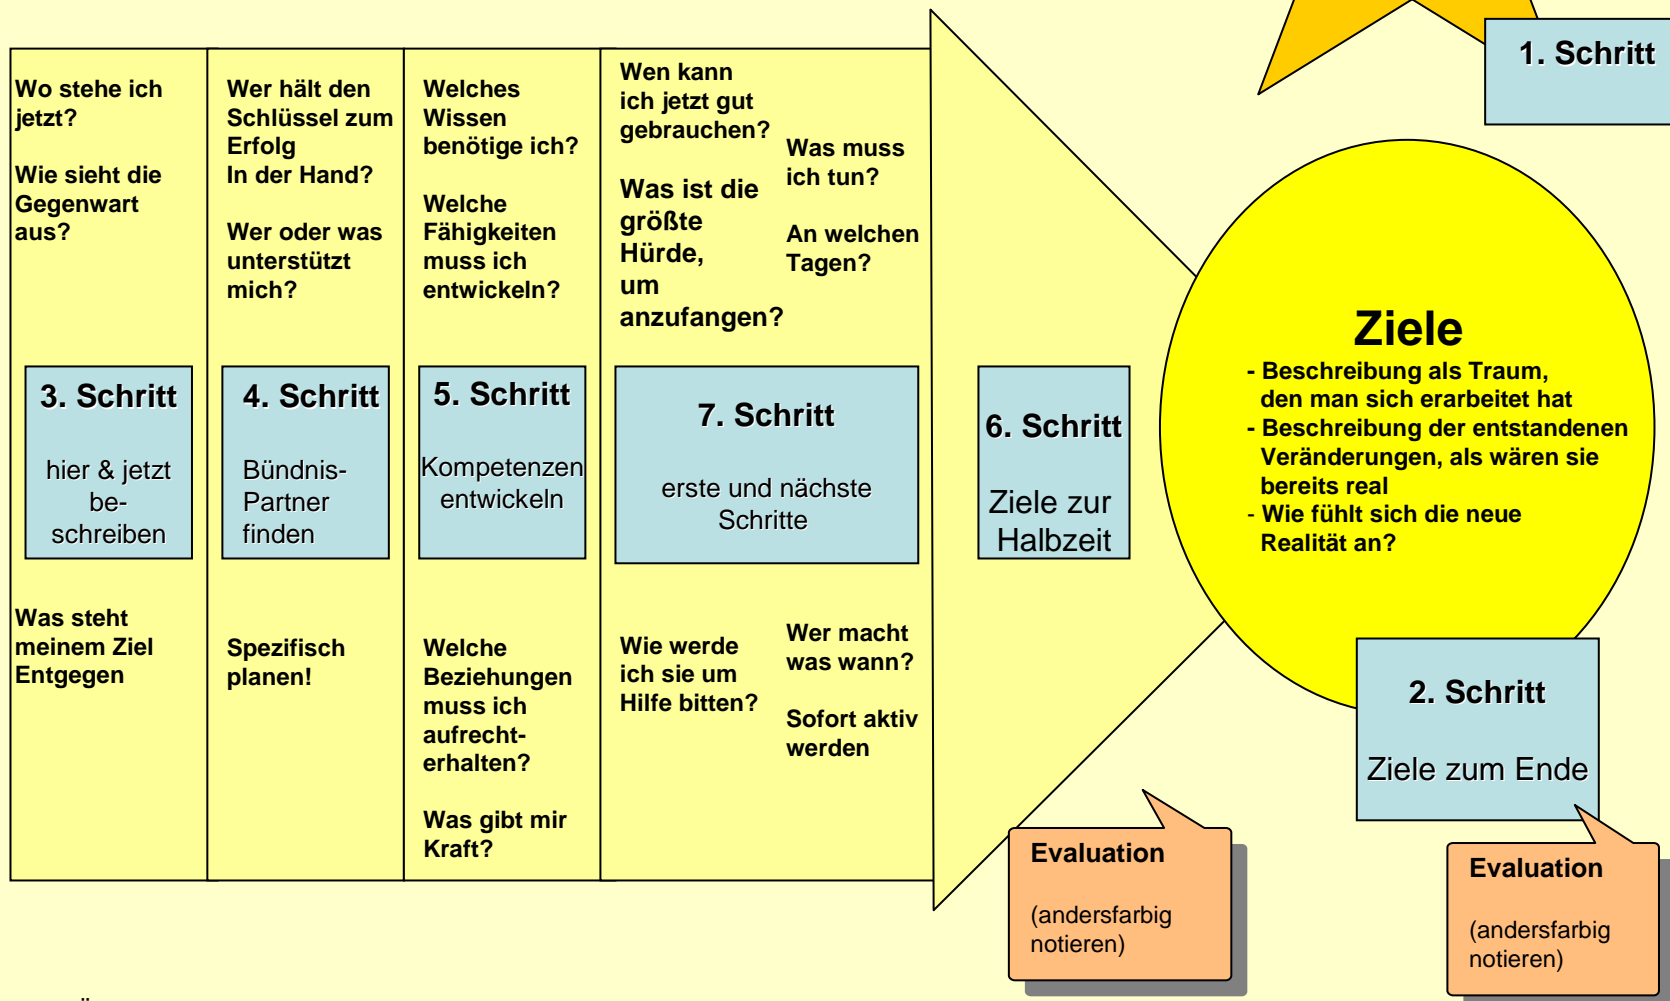 1. Schritt
Wo stehe ich
jetzt?
Wie sieht die
Gegenwart
aus?
3. Schritt
hier & jetzt
be-
schreiben
Was steht
meinem Ziel
Entgegen
Wer hält den
Schlüssel zum
Erfolg
In der Hand?
Wer oder was
unterstützt
mich?
4. Schritt
Bündnis-
Partner
finden
Spezifisch
planen!
Welches
Wissen
benötige ich?
Welche
Fähigkeiten
muss ich
entwickeln?
5. Schritt
Kompetenzen
entwickeln
Welche
Beziehungen
muss ich
aufrecht-
erhalten?
Was gibt mir
Kraft?
Wen kann
ich jetzt gut
gebrauchen?
Was ist die
größte
Hürde,
um
anzufangen?
Was muss
ich tun?
An welchen
Tagen?
7. Schritt
erste und nächste
Schritte
Wie werde
ich sie um
Hilfe bitten?
Wer macht
was wann?
Sofort aktiv
werden
6. Schritt
Ziele zur
Halbzeit
Ziele
- Beschreibung als Traum,
den man sich erarbeitet hat
- Beschreibung der entstandenen
Veränderungen, als wären sie
bereits real
- Wie fühlt sich die neue
Realität an?
2. Schritt
Ziele zum Ende
Evaluation
(andersfarbig
notieren)
Evaluation
(andersfarbig
notieren)